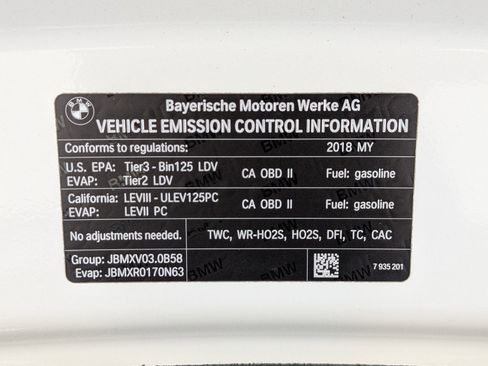 BMW
Bayerische Motoren Werke AG
VEHICLE EMISSION CONTROL INFORMATION
Conforms to regulations: 2018 MY
U.S. EPA: Tier3 - Bin125 LDV CA OBD II Fuel: gasoline
EVAP: Tier2 LDV
California: LEVIII - ULEV125PC CA OBD II Fuel: gasoline
EVAP: LEVII PC
No adjustments needed. TWC, WR-HO2S, HO2S, DFI, TC, CAC
Group: JBMXV03.0B58
Evap: JBMXR0170N63 7 935 201